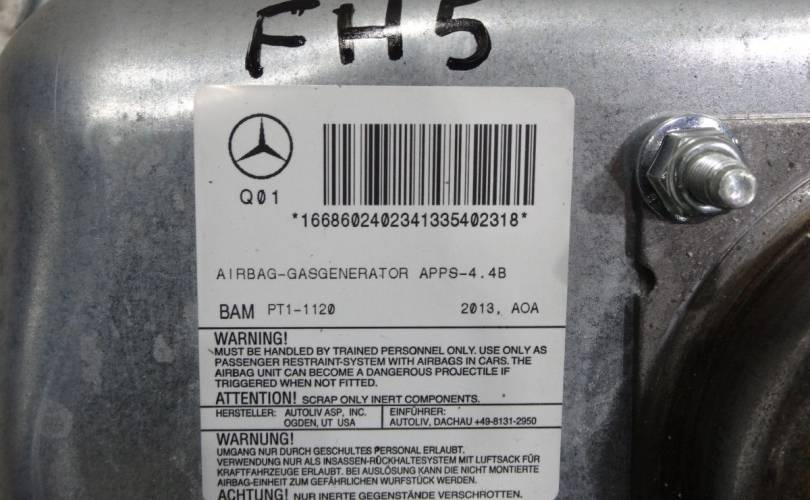 FH5
Q01
*166860240234133540231​8*
AIRBAG-GASGENERATOR APPS-4.4B
BAM PT1-1120 2013, AOA
WARNING!
MUST BE HANDLED BY TRAINED PERSONNEL ONLY. USE ONLY AS
PASSENGER RESTRAINT-SYSTEM WITH AIRBAGS IN CARS. THE
AIRBAG UNIT CAN BECOME A DANGEROUS PROJECTILE IF
TRIGGERED WHEN NOT FITTED.
ATTENTION! SCRAP ONLY INERT COMPONENTS.
HERSTELLER: AUTOLIV ASP, INC. EINFÜHRER:
OGDEN, UT USA AUTOLIV, DACHAU +49-8131-2950
WARNUNG!
UMGANG NUR DURCH GESCHULTES PERSONAL ERLAUBT.
VERWENDUNG NUR ALS INSASSEN-RÜCKHALTESYSTEM MIT LUFTSACK FÜR
KRAFTFAHRZEUGE ERLAUBT. BEI AUSLÖSUNG KANN DIE NICHT MONTIERTE
AIRBAG-EINHEIT ZUM GEFÄHRLICHEN WURFSTÜCK WERDEN.
ACHTUNG! NUR INERTE GEGENSTÄNDE VERSCHROTTEN.